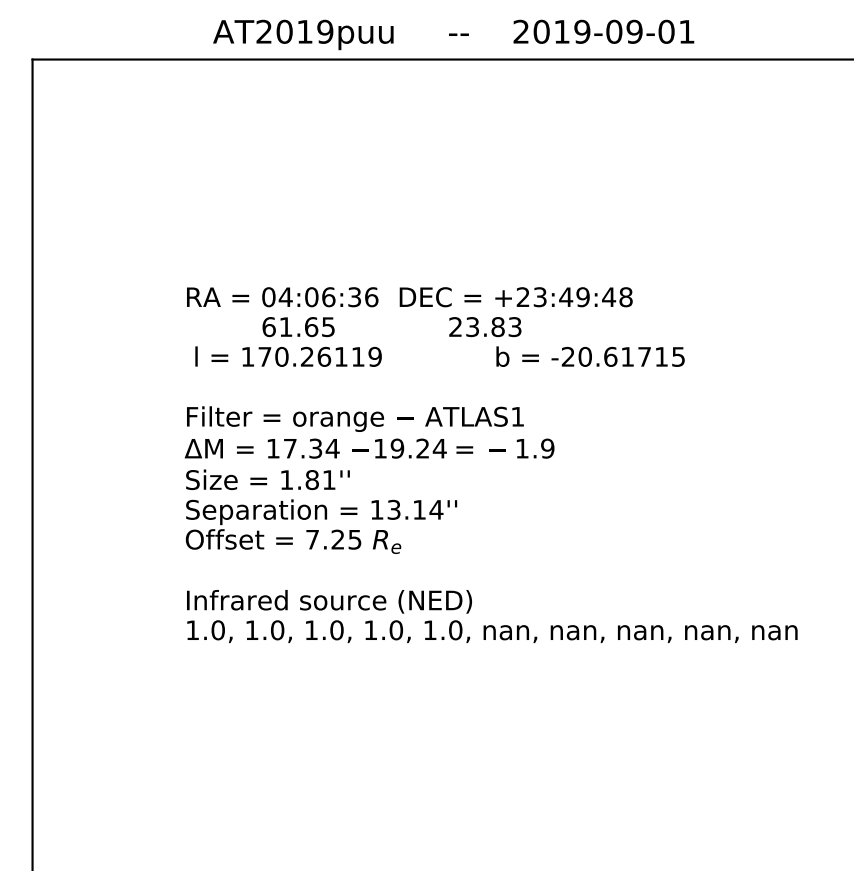 AT2019puu -- 2019-09-01
RA = 04:06:36 DEC = +23:49:48
61.65 23.83
l = 170.26119 b = -20.61715
Filter = orange − ATLAS1
ΔM = 17.34 −19.24 = − 1.9
Size = 1.81''
Separation = 13.14''
Offset = 7.25 Re
Infrared source (NED)
1.0, 1.0, 1.0, 1.0, 1.0, nan, nan, nan, nan, nan